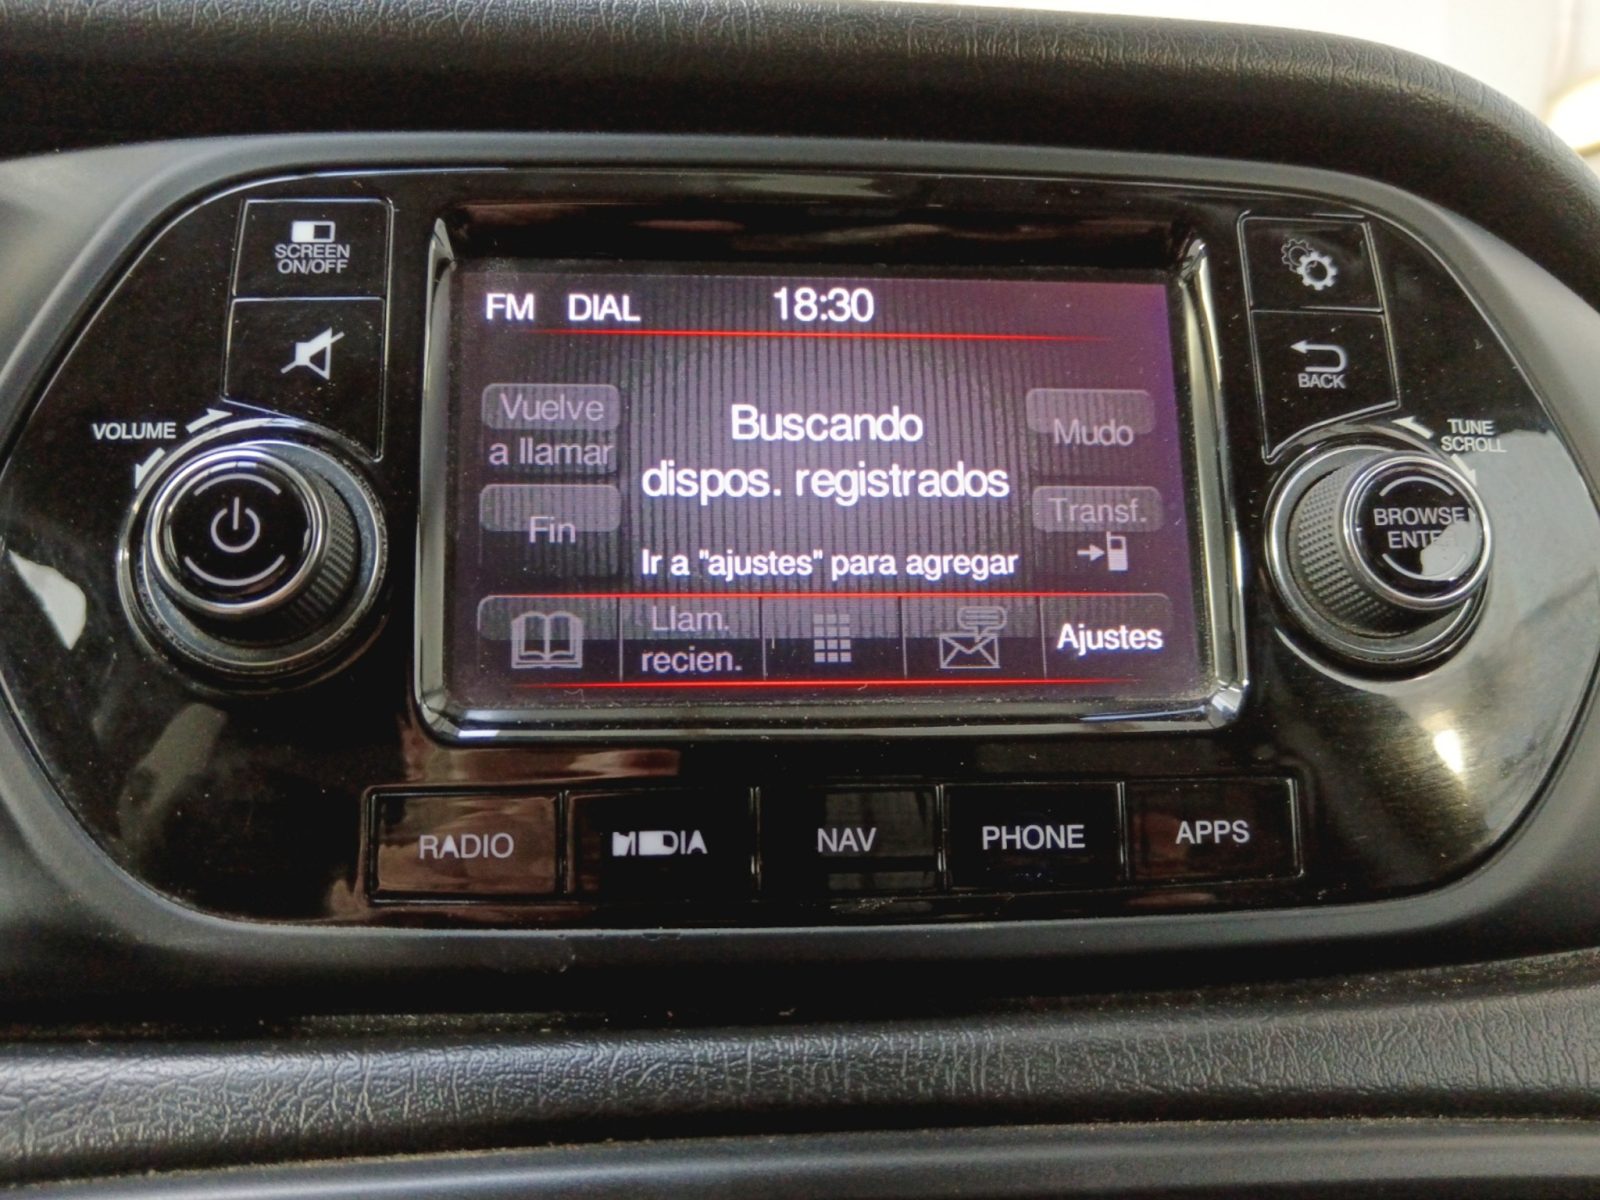 SCREEN
ON/OFF
VOLUME
FM DIAL 18:30
Vuelve
a llamar
Fin
Buscando
dispos. registrados
Ir a "ajustes" para agregar
Mudo
Transf.
Llam.
recien.
Ajustes
BACK
TUNE
SCROLL
BROWSE
ENTER
RADIO
MEDIA
NAV
PHONE
APPS